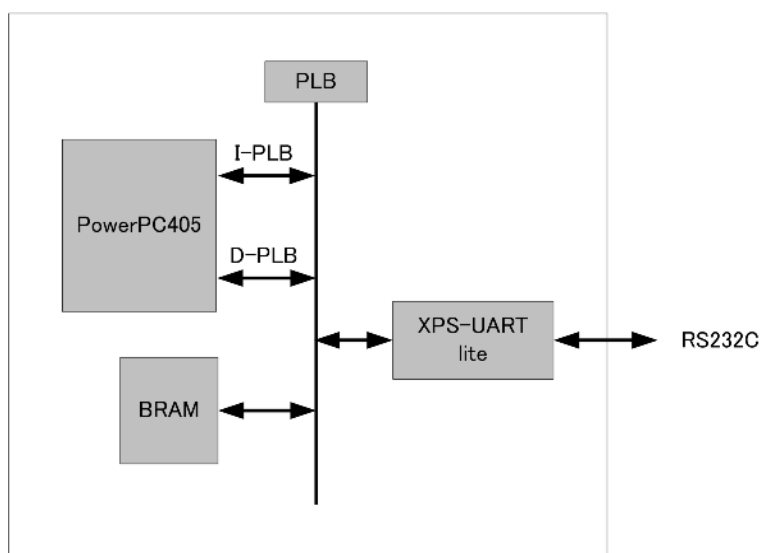 PLB
I-PLB
PowerPC405
D-PLB
XPS-UART
lite
RS232C
BRAM